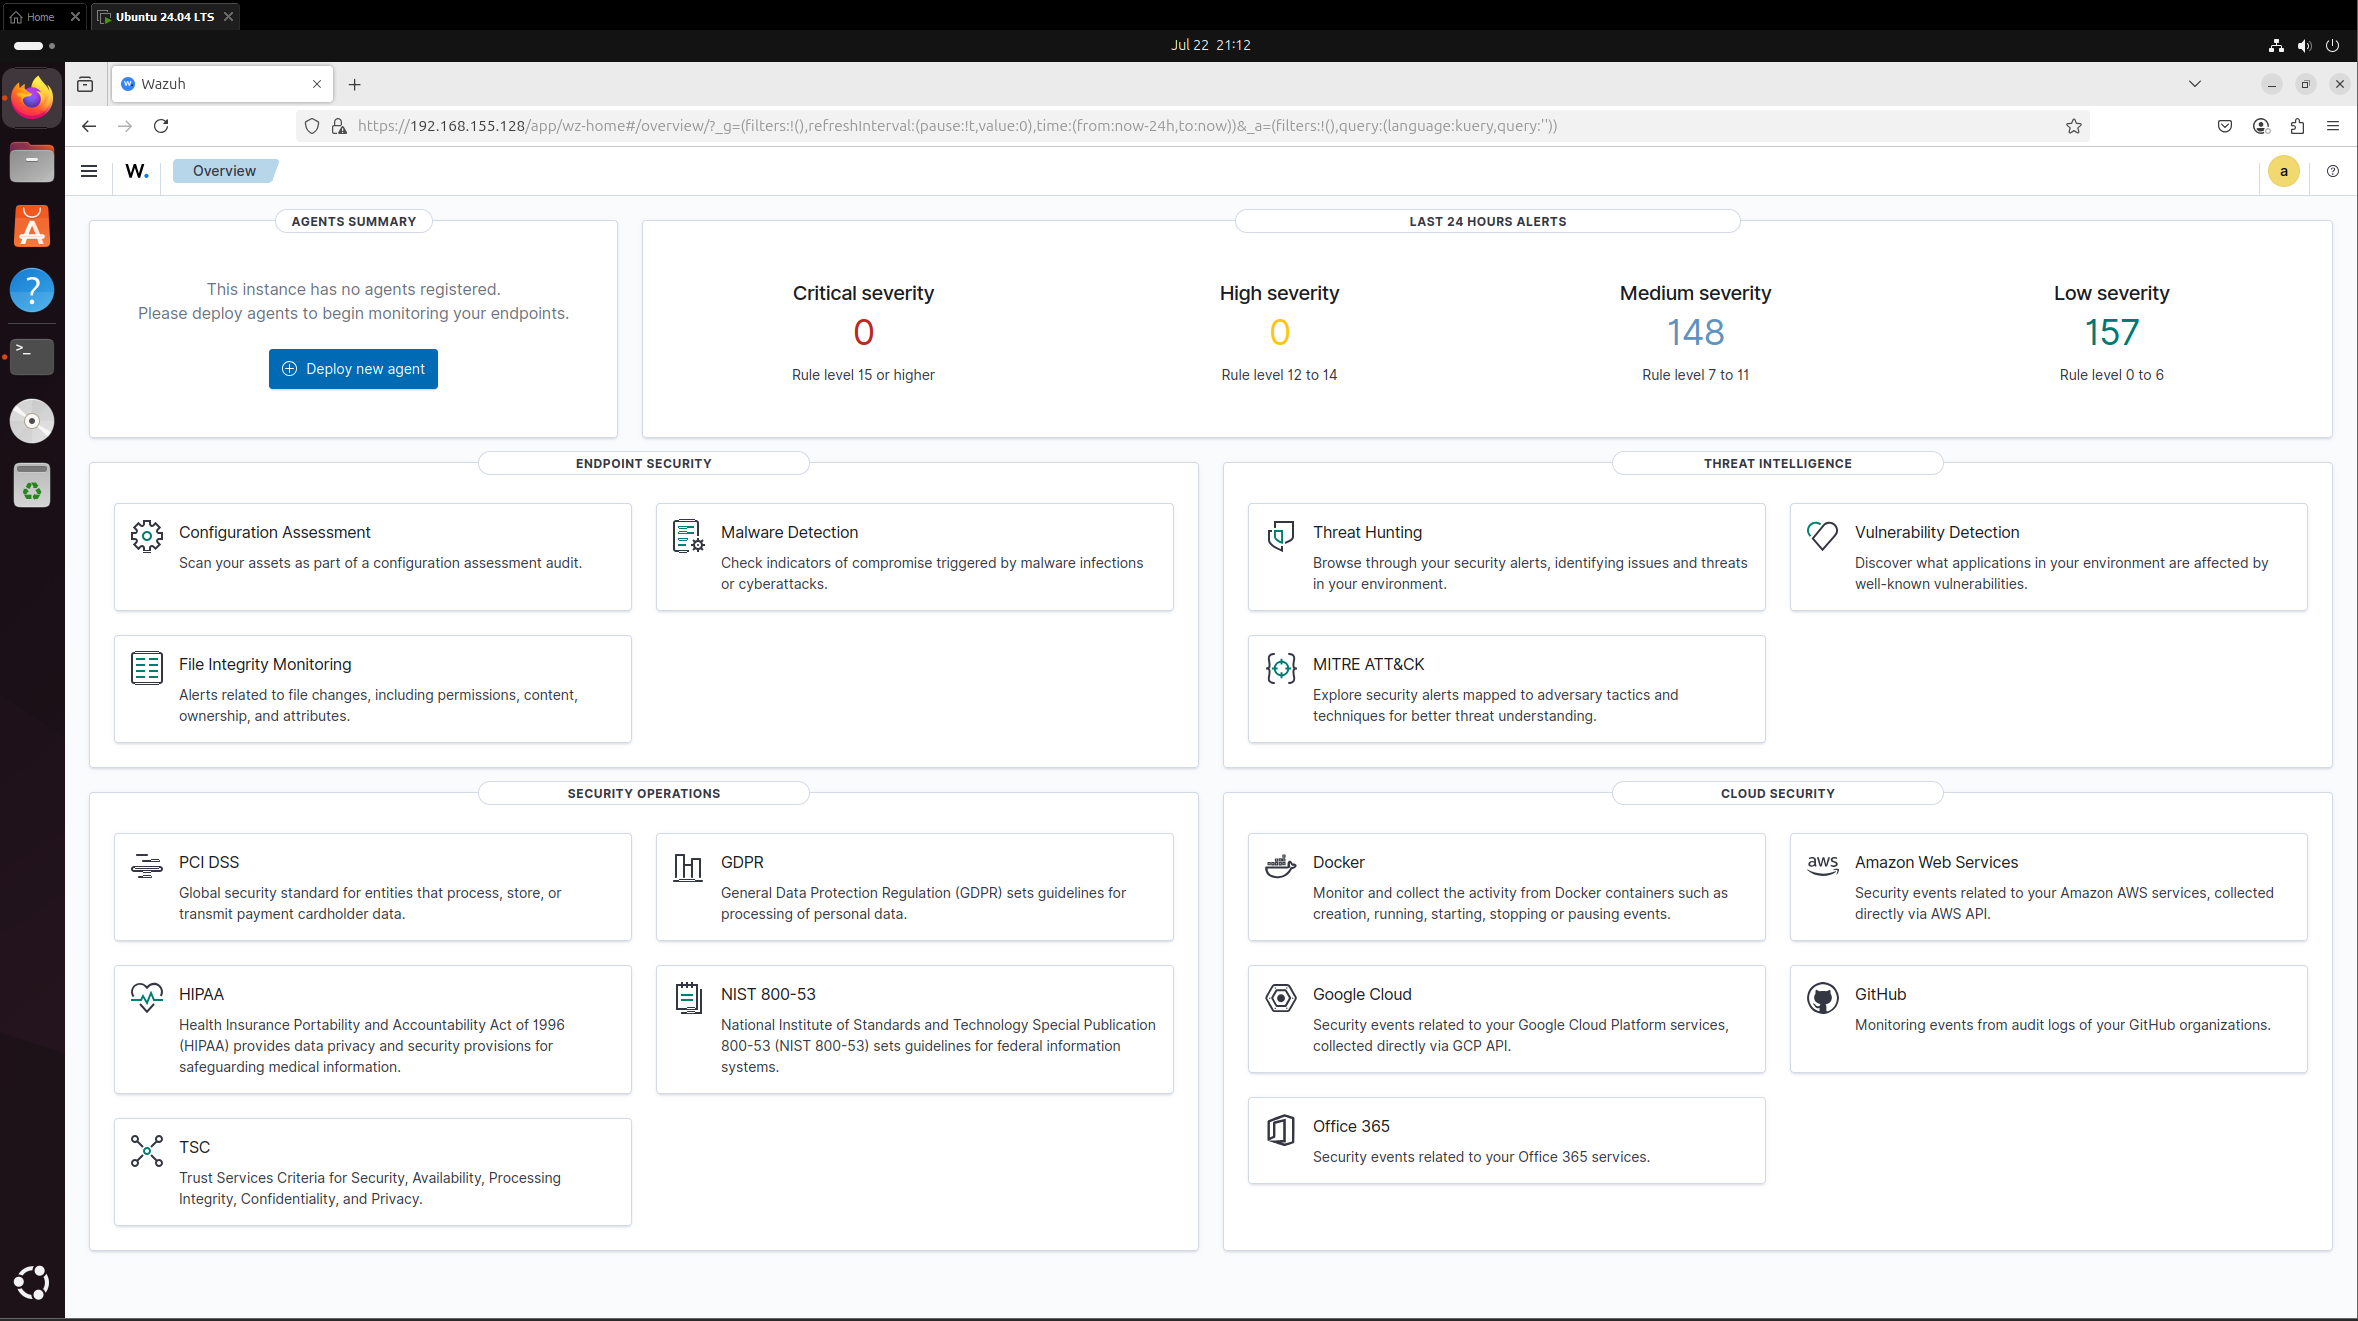 Home
Ubuntu 24.04 LTS
Jul 22 21:12
Wazuh
https://192.168.155.128/app/wz-home#/overview/?_g=(filters:!(),refreshInterval:(pause:!t,value:0),time:(from:now-24h,to:now))&_a=(filters:!(),query:(language:kuery,query:''))
W.
Overview
a
AGENTS SUMMARY
This instance has no agents registered.
Please deploy agents to begin monitoring your endpoints.
Deploy new agent
LAST 24 HOURS ALERTS
Critical severity
0
Rule level 15 or higher
High severity
0
Rule level 12 to 14
Medium severity
148
Rule level 7 to 11
Low severity
157
Rule level 0 to 6
ENDPOINT SECURITY
Configuration Assessment
Scan your assets as part of a configuration assessment audit.
Malware Detection
Check indicators of compromise triggered by malware infections
or cyberattacks.
File Integrity Monitoring
Alerts related to file changes, including permissions, content,
ownership, and attributes.
THREAT INTELLIGENCE
Threat Hunting
Browse through your security alerts, identifying issues and threats
in your environment.
Vulnerability Detection
Discover what applications in your environment are affected by
well-known vulnerabilities.
MITRE ATT&CK
Explore security alerts mapped to adversary tactics and
techniques for better threat understanding.
SECURITY OPERATIONS
PCI DSS
Global security standard for entities that process, store, or
transmit payment cardholder data.
GDPR
General Data Protection Regulation (GDPR) sets guidelines for
processing of personal data.
HIPAA
Health Insurance Portability and Accountability Act of 1996
(HIPAA) provides data privacy and security provisions for
safeguarding medical information.
NIST 800-53
National Institute of Standards and Technology Special Publication
800-53 (NIST 800-53) sets guidelines for federal information
systems.
TSC
Trust Services Criteria for Security, Availability, Processing
Integrity, Confidentiality, and Privacy.
CLOUD SECURITY
Docker
Monitor and collect the activity from Docker containers such as
creation, running, starting, stopping or pausing events.
aws
Amazon Web Services
Security events related to your Amazon AWS services, collected
directly via AWS API.
Google Cloud
Security events related to your Google Cloud Platform services,
collected directly via GCP API.
GitHub
Monitoring events from audit logs of your GitHub organizations.
Office 365
Security events related to your Office 365 services.